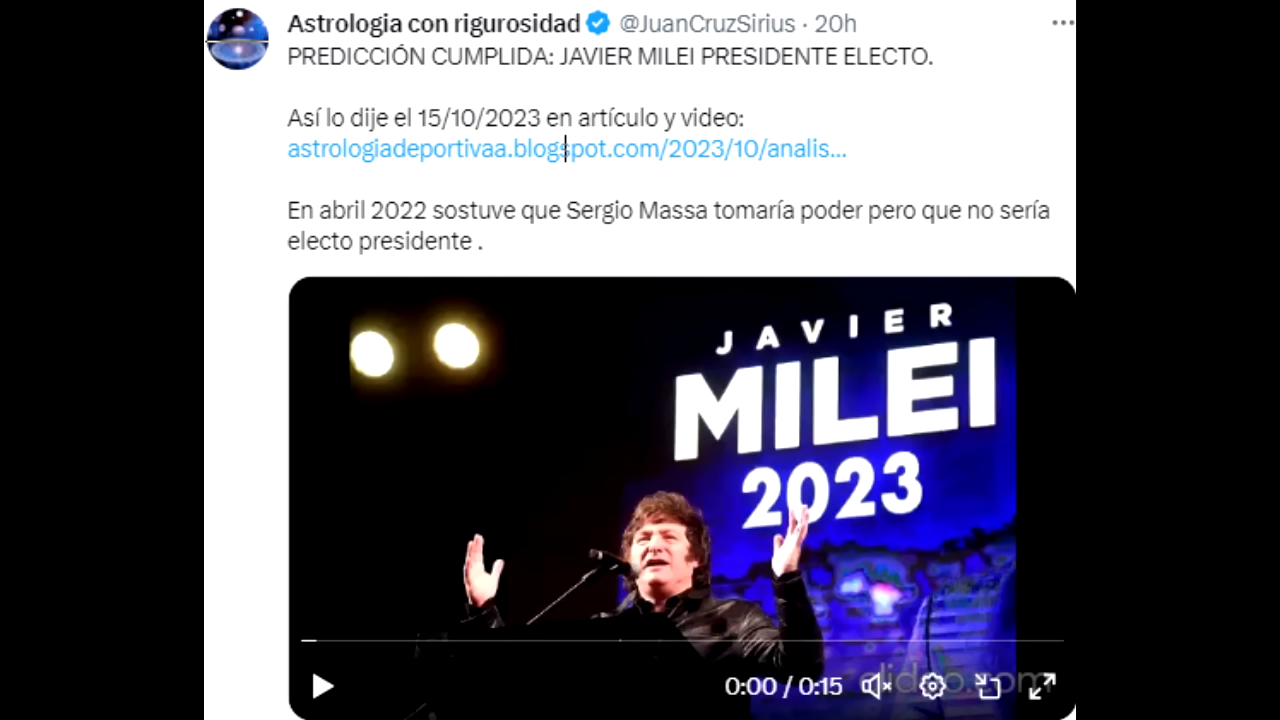 Astrologia con rigurosidad @JuanCruzSirius · 20h
PREDICCIÓN CUMPLIDA: JAVIER MILEI PRESIDENTE ELECTO.
Así lo dije el 15/10/2023 en artículo y video:
astrologiadeportivaa.blogspot.com/2023/10/analis...
En abril 2022 sostuve que Sergio Massa tomaría poder pero que no sería
electo presidente .
JAVIER
MILEI
2023
0:00 / 0:15